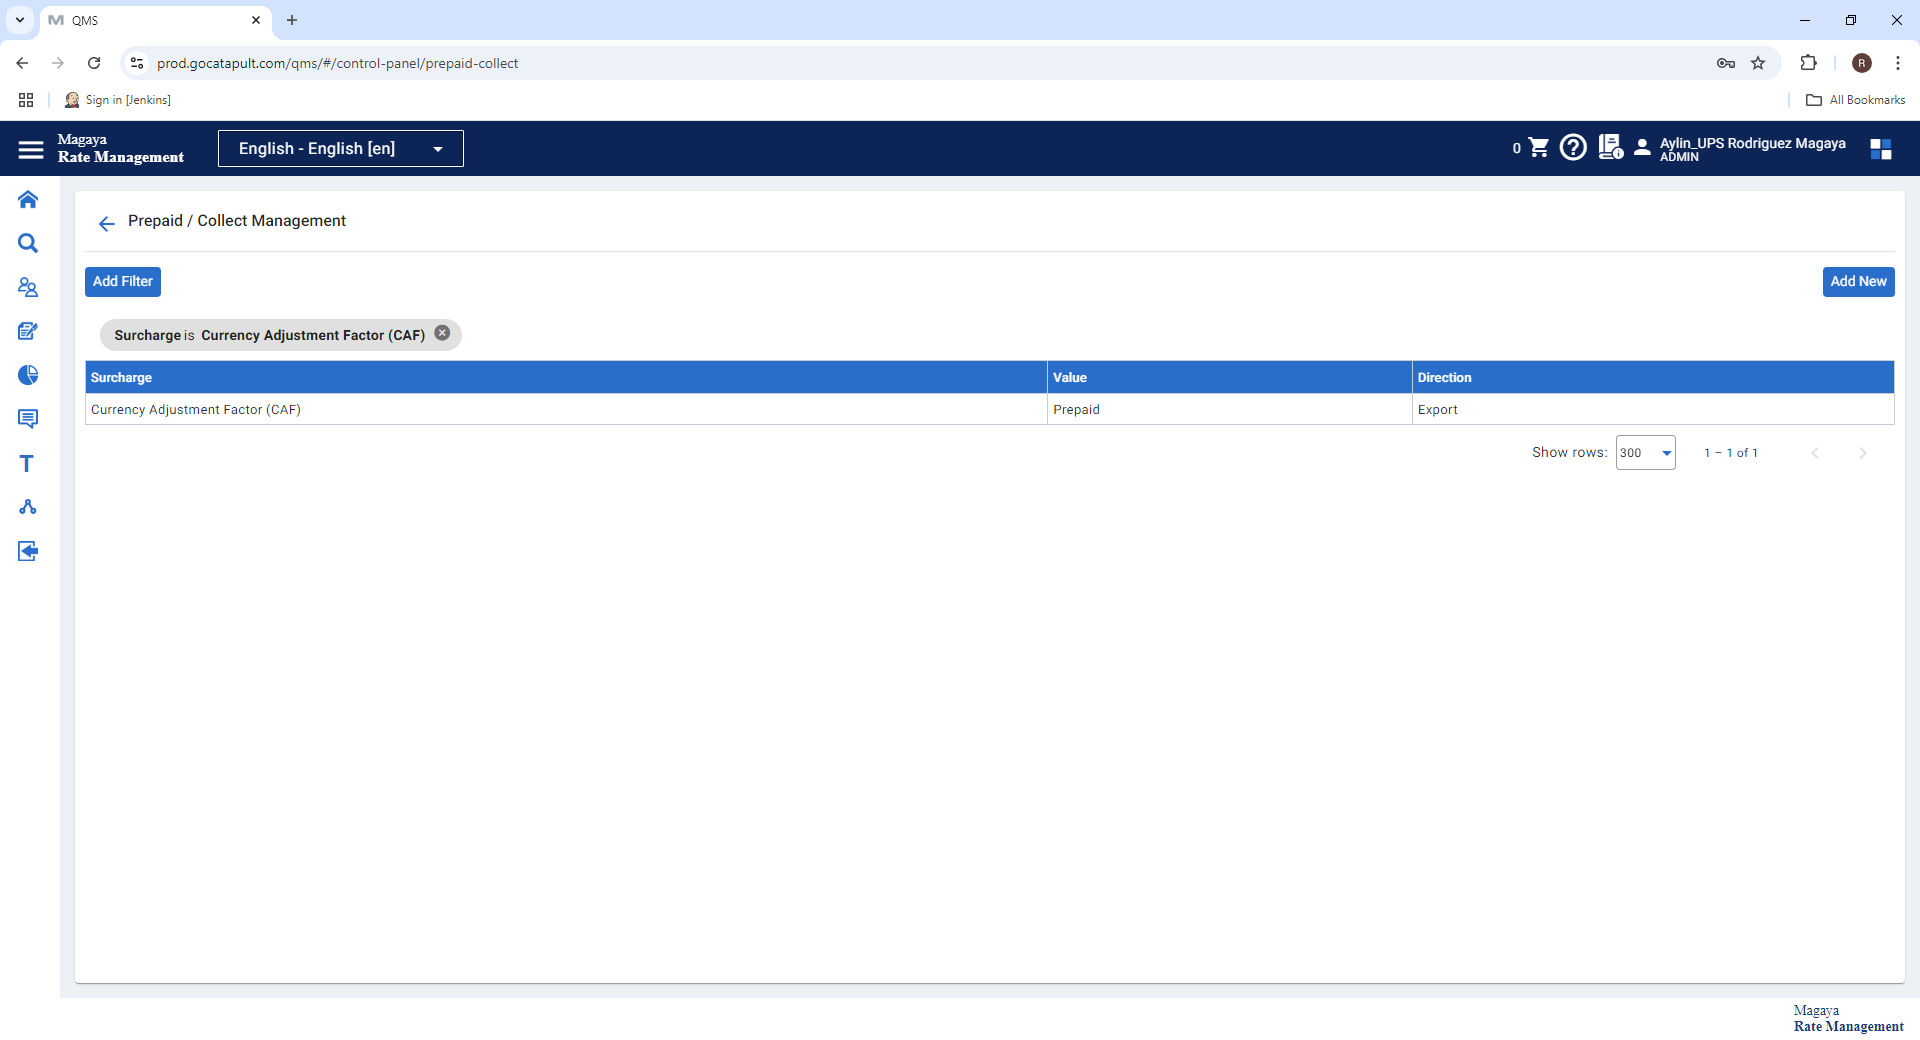 QMS
prod.gocatapult.com/qms/#/control-panel/prepaid-collect
R
Sign in [Jenkins]
All Bookmarks
Magaya
Rate Management
English - English [en]
0
Aylin_UPS Rodriguez Magaya
ADMIN
Prepaid / Collect Management
Add Filter
Add New
Surcharge is Currency Adjustment Factor (CAF)
Surcharge Value Direction
Currency Adjustment Factor (CAF) Prepaid Export
Show rows: 300 1 – 1 of 1
Magaya
Rate Management